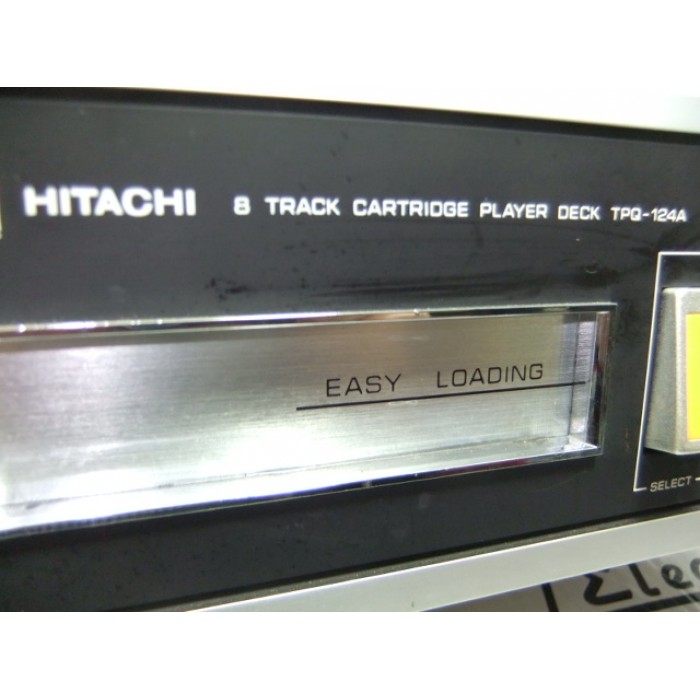 HITACHI 8 TRACK CARTRIDGE PLAYER DECK TPQ-124A
EASY LOADING
SELECT